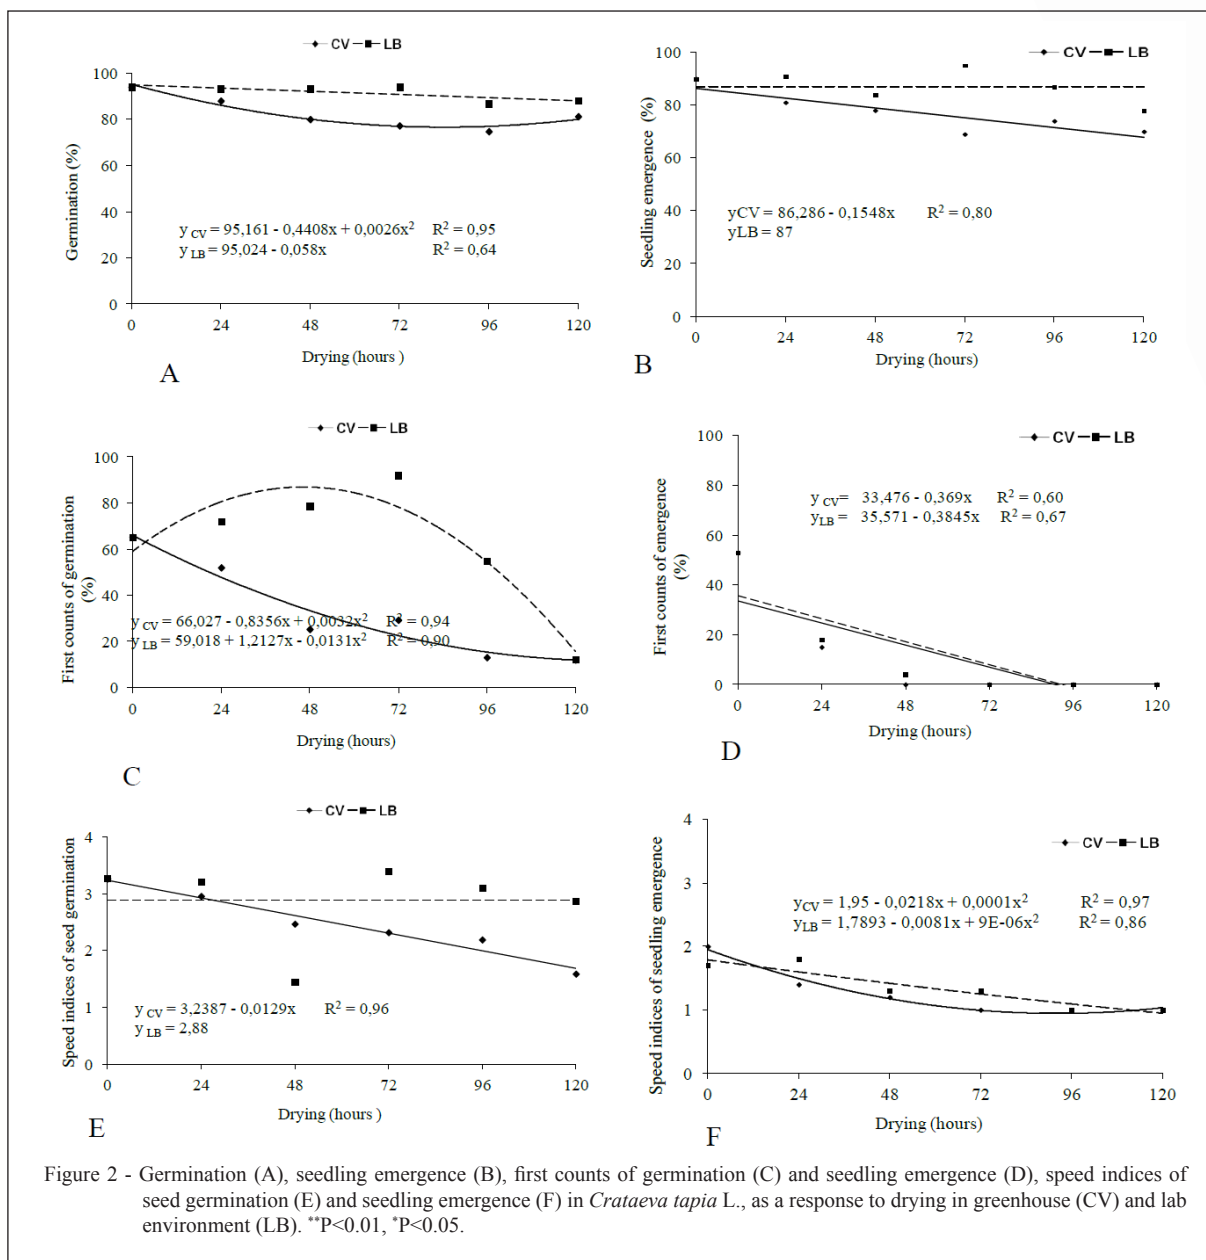 CV LB
Germination (%)
100
80
60
40
20
0
y CV = 95,161 - 0,4408x + 0,0026x² R² = 0,95
y LB = 95,024 - 0,058x R² = 0,64
0 24 48 72 96 120
Drying (hours )
A
CV LB
Seedling emergence (%)
100
80
60
40
20
0
yCV = 86,286 - 0,1548x R² = 0,80
yLB = 87
0 24 48 72 96 120
Drying (hours)
B
CV LB
First counts of germination
(%)
100
80
60
40
20
0
y CV = 66,027 - 0,8356x + 0,0032x² R² = 0,94
y LB = 59,018 + 1,2127x - 0,0131x² R² = 0,90
0 24 48 72 96 120
Drying (hours)
C
CV LB
First counts of emergence
(%)
100
80
60
40
20
0
y CV = 33,476 - 0,369x R² = 0,60
y LB = 35,571 - 0,3845x R² = 0,67
0 24 48 72 96 120
Drying (hours)
D
CV LB
Speed indices of seed germination
4
3
2
1
0
y CV = 3,2387 - 0,0129x R² = 0,96
y LB = 2,88
0 24 48 72 96 120
Drying (hours )
E
CV LB
Speed indices of seedling emergence
4
3
2
1
0
yCV = 1,95 - 0,0218x + 0,0001x² R² = 0,97
yLB = 1,7893 - 0,0081x + 9E-06x² R² = 0,86
0 24 48 72 96 120
Drying (hours)
F
Figure 2 - Germination (A), seedling emergence (B), first counts of germination (C) and seedling emergence (D), speed indices of
seed germination (E) and seedling emergence (F) in Crataeva tapia L., as a response to drying in greenhouse (CV) and lab
environment (LB). **P<0.01, *P<0.05.